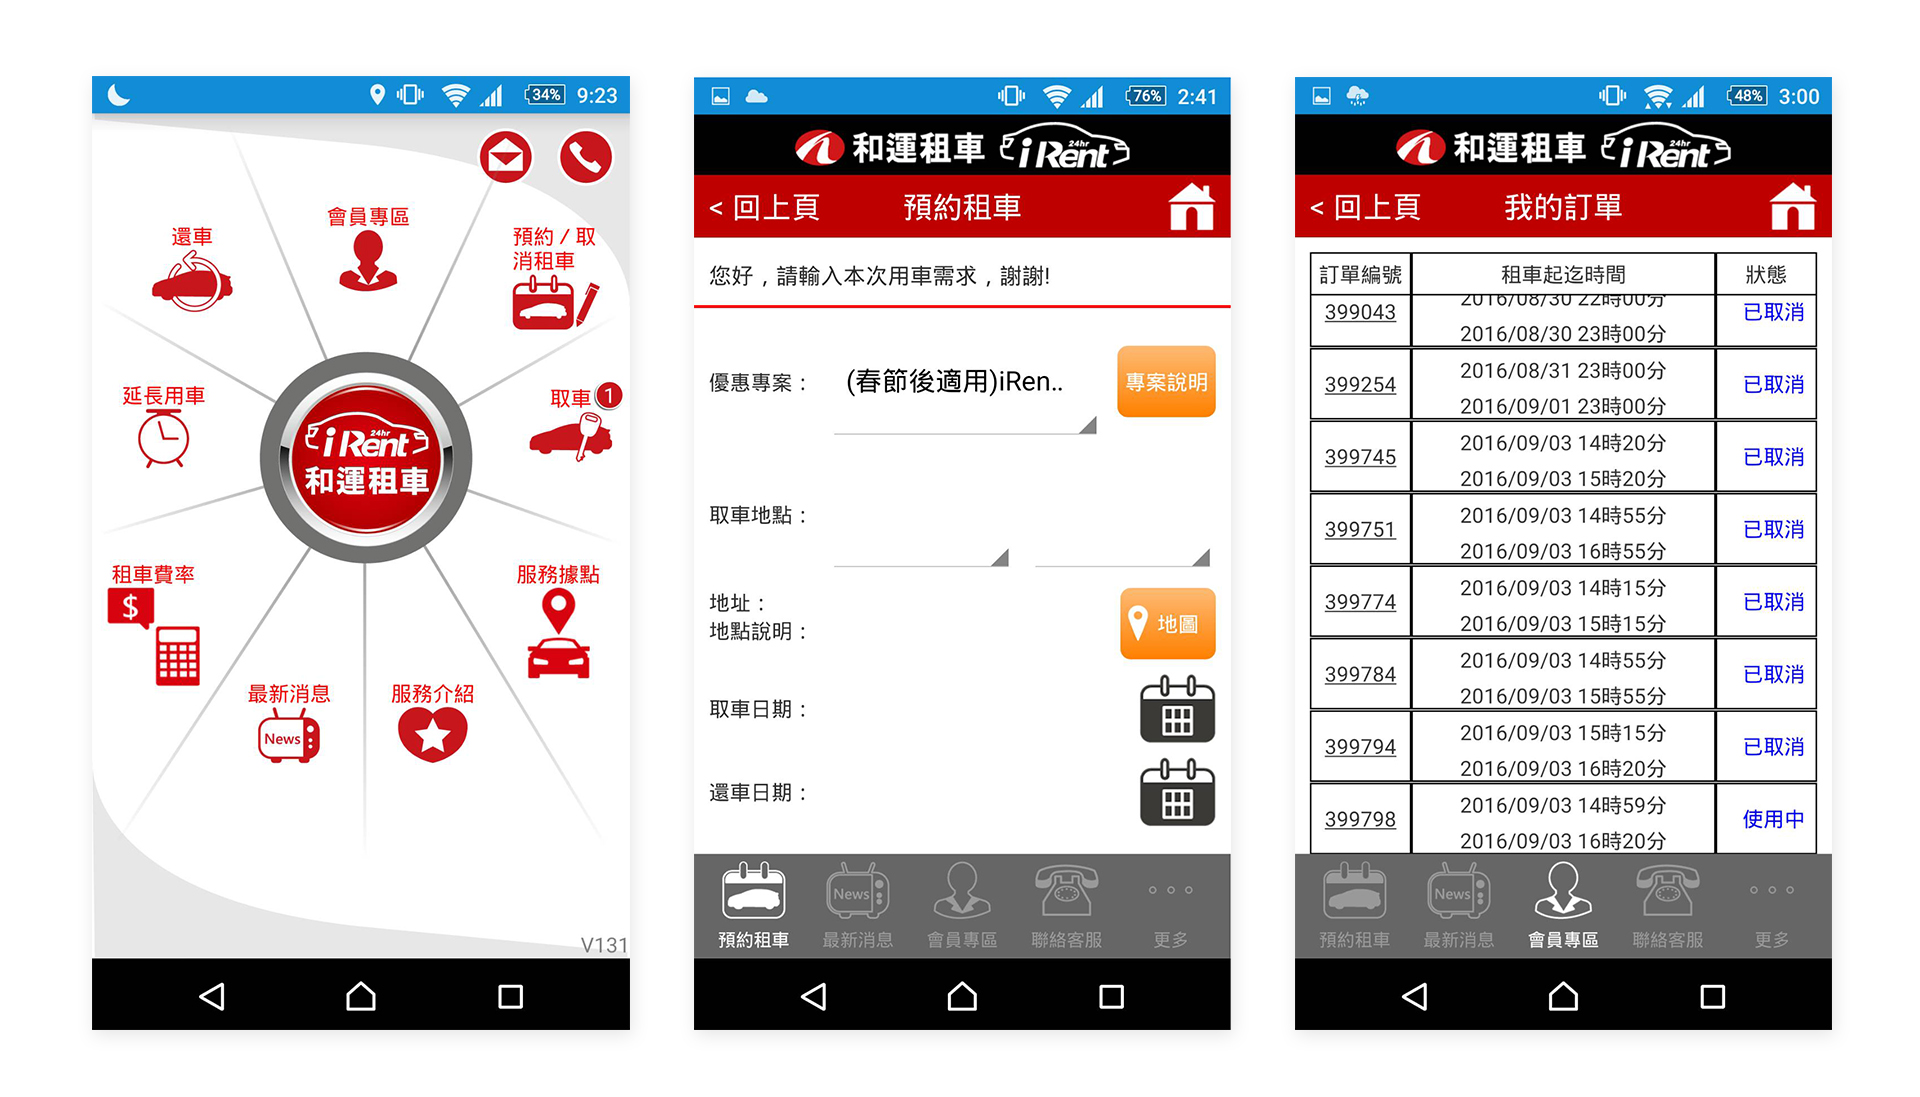 34% 9:23
會員專區
還車
預約 / 取
消租車
延長用車
取車 1
24hr
iRent
和運租車
租車費率
$
服務據點
最新消息
News
服務介紹
V131
76% 2:41
和運租車 iRent 24hr
< 回上頁 預約租車
您好，請輸入本次用車需求，謝謝!
優惠專案： (春節後適用)iRen.. 專案說明
取車地點：
地址：
地點說明：
地圖
取車日期：
還車日期：
News
預約租車 最新消息 會員專區 聯絡客服 更多
48% 3:00
和運租車 iRent 24hr
< 回上頁 我的訂單
訂單編號 租車起迄時間 狀態
2016/08/30 22時00分
399043 已取消
2016/08/30 23時00分
2016/08/31 23時00分
399254 已取消
2016/09/01 23時00分
2016/09/03 14時20分
399745 已取消
2016/09/03 15時20分
2016/09/03 14時55分
399751 已取消
2016/09/03 16時55分
2016/09/03 14時15分
399774 已取消
2016/09/03 15時15分
2016/09/03 14時55分
399784 已取消
2016/09/03 15時55分
2016/09/03 15時15分
399794 已取消
2016/09/03 16時20分
2016/09/03 14時59分
399798 使用中
2016/09/03 16時20分
News
預約租車 最新消息 會員專區 聯絡客服 更多